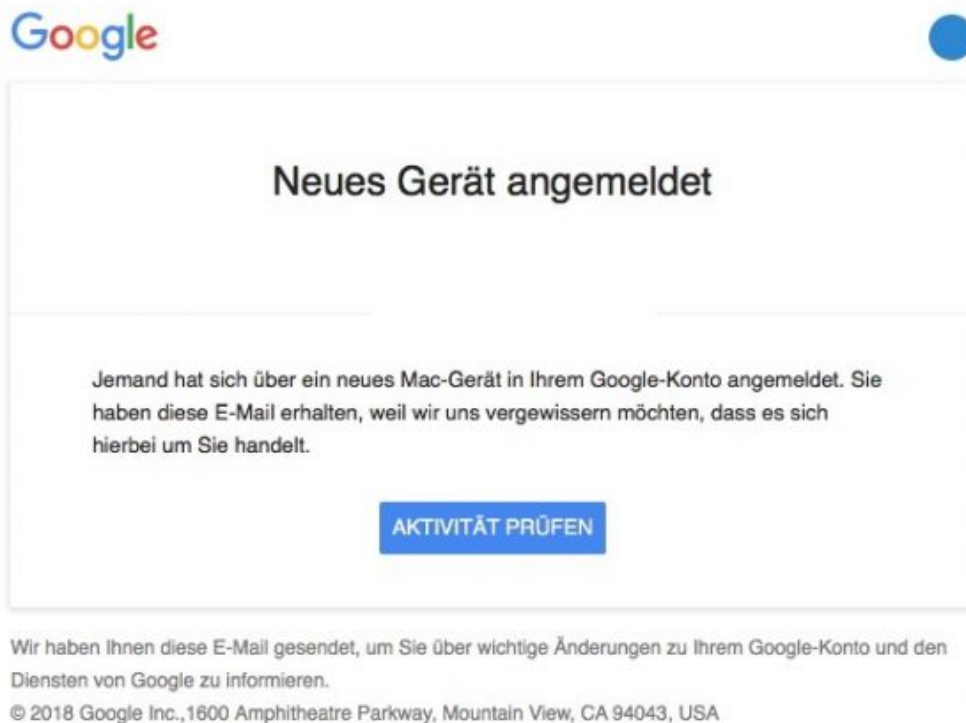 Google
Neues Gerät angemeldet
Jemand hat sich über ein neues Mac-Gerät in Ihrem Google-Konto angemeldet. Sie
haben diese E-Mail erhalten, weil wir uns vergewissern möchten, dass es sich
hierbei um Sie handelt.
AKTIVITÄT PRÜFEN
Wir haben Ihnen diese E-Mail gesendet, um Sie über wichtige Änderungen zu Ihrem Google-Konto und den
Diensten von Google zu informieren.
© 2018 Google Inc.,1600 Amphitheatre Parkway, Mountain View, CA 94043, USA